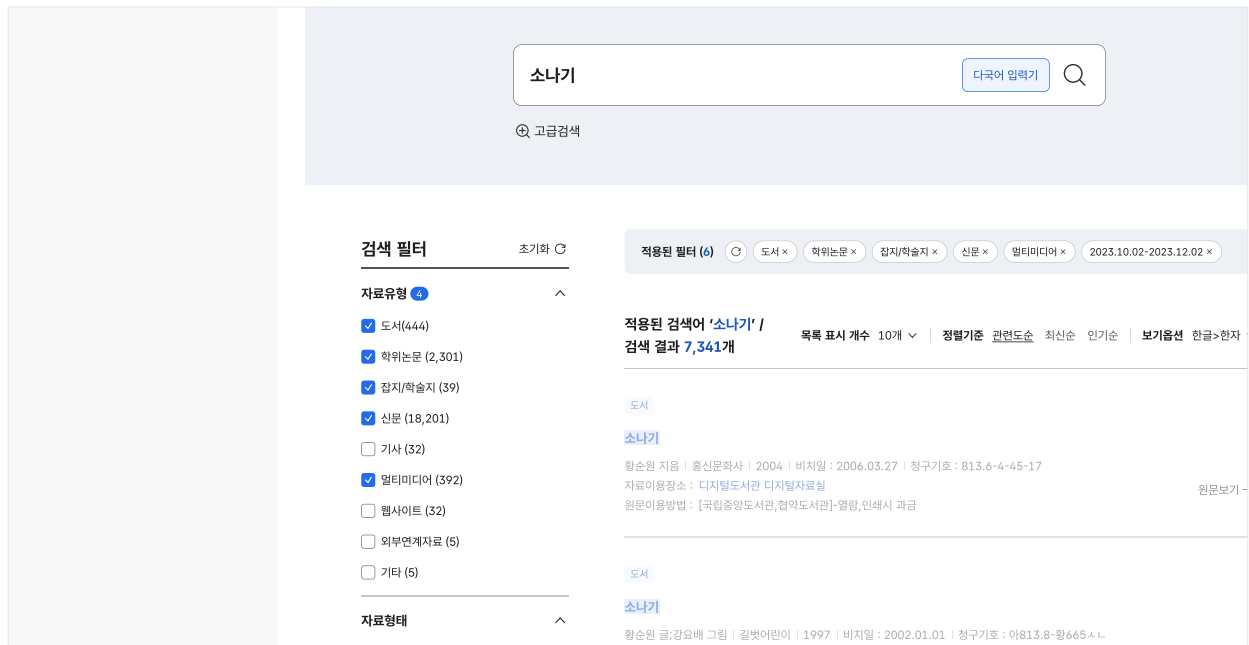 소나기
다국어 입력기
고급검색
검색 필터
초기화
자료유형 4
도서(444)
학위논문 (2,301)
잡지/학술지 (39)
신문 (18,201)
기사 (32)
멀티미디어 (392)
웹사이트 (32)
외부연계자료 (5)
기타 (5)
자료형태
적용된 필터 (6) 도서 × 학위논문 × 잡지/학술지 × 신문 × 멀티미디어 × 2023.10.02-2023.12.02 ×
적용된 검색어 ‘소나기’ /
검색 결과 7,341개
목록 표시 개수 10개 정렬기준 관련도순 최신순 인기순 보기옵션 한글>한자
도서
소나기
황순원 지음 | 홍신문화사 | 2004 | 비치일 : 2006.03.27 | 청구기호 : 813.6-4-45-17
자료이용장소 : 디지털도서관 디지털자료실
원문이용방법 : [국립중앙도서관,협약도서관]-열람,인쇄시 과금
원문보기
도서
소나기
황순원 글;강요배 그림 | 길벗어린이 | 1997 | 비치일 : 2002.01.01 | 청구기호 : 아813.8-황665ㅅㄴ